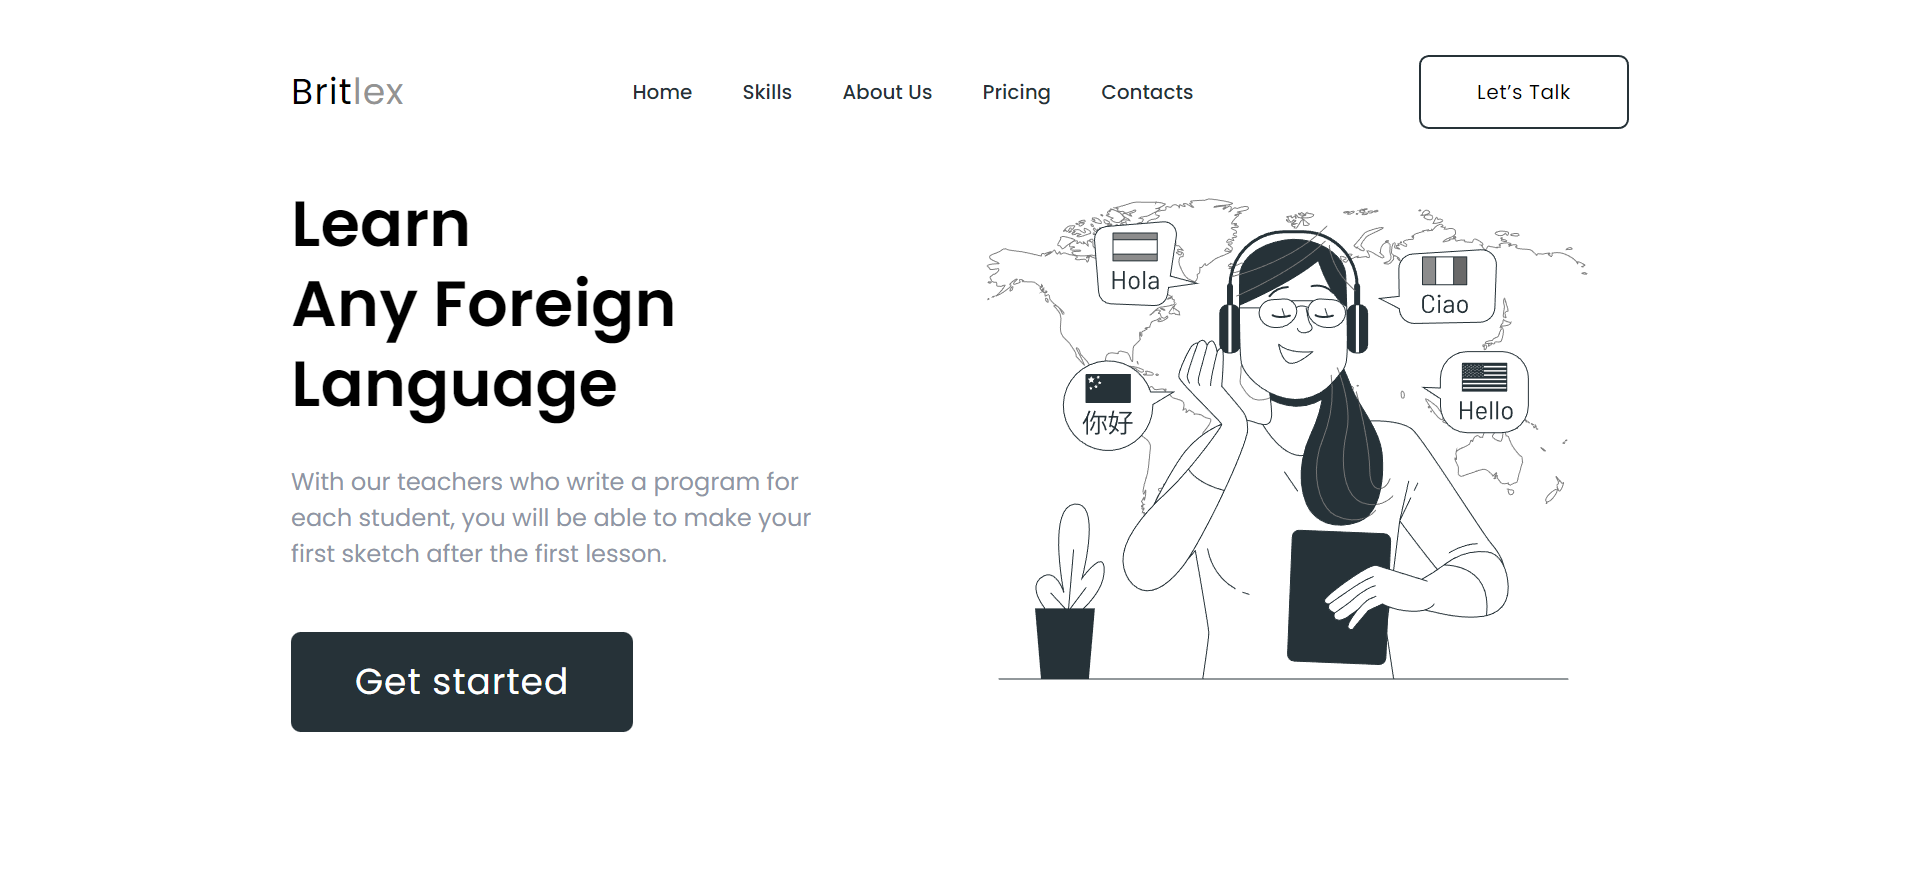 Britlex
Home Skills About Us Pricing Contacts
Let’s Talk
Learn
Any Foreign
Language
With our teachers who write a program for
each student, you will be able to make your
first sketch after the first lesson.
Get started
Hola
Ciao
你好
Hello